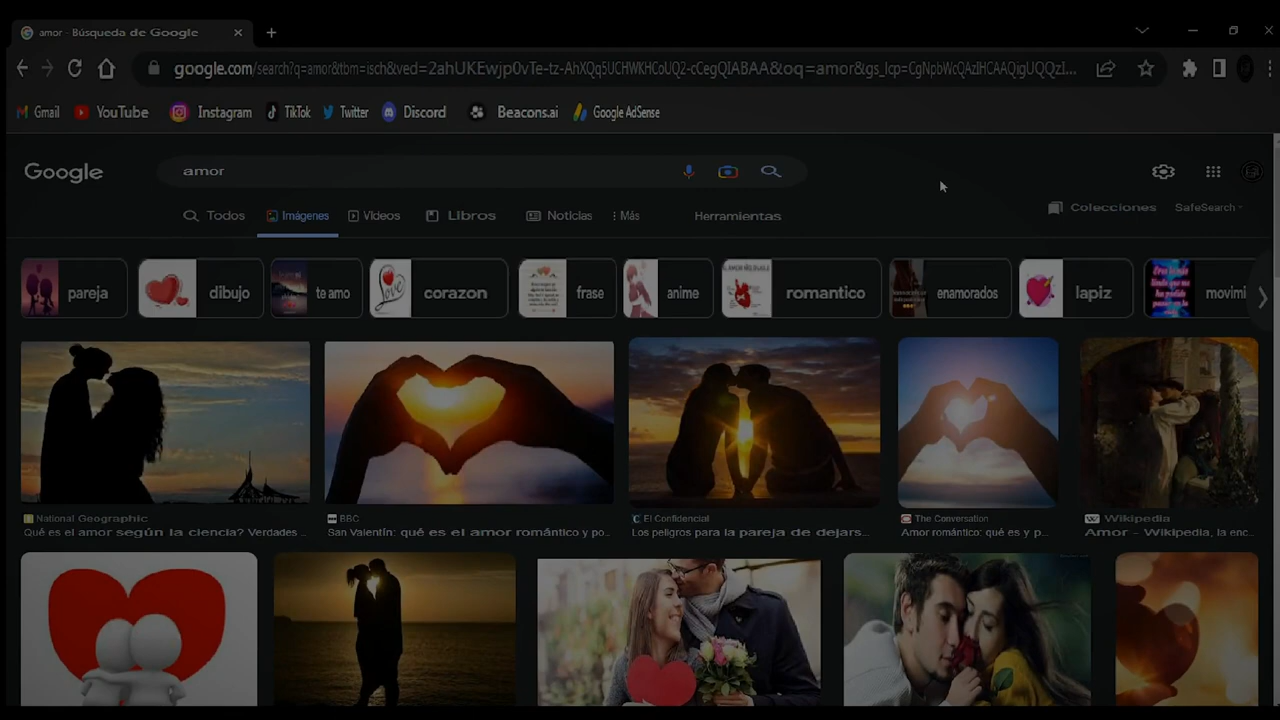 amor - Búsqueda de Google
google.com/search?q=amor&tbm=isch&ved=2ahUKEwjp0vTe-tz-AhXQq5UCHWKHCoUQ2-cCegQIABAA&oq=amor&gs_lcp=CgNpbWcQAzIHCAAQigUQQzI...
Gmail YouTube Instagram TikTok Twitter Discord Beacons.ai Google AdSense
Google amor
Todos Imágenes Videos Libros Noticias Más Herramientas Colecciones SafeSearch
pareja dibujo te amo corazon frase anime romantico enamorados lapiz movimi
National Geographic BBC El Confidencial The Conversation Wikipedia
Qué es el amor según la ciencia? Verdades ... San Valentín: qué es el amor romántico y po... Los peligros para la pareja de dejars... Amor romántico: qué es y p... Amor - Wikipedia, la enc...